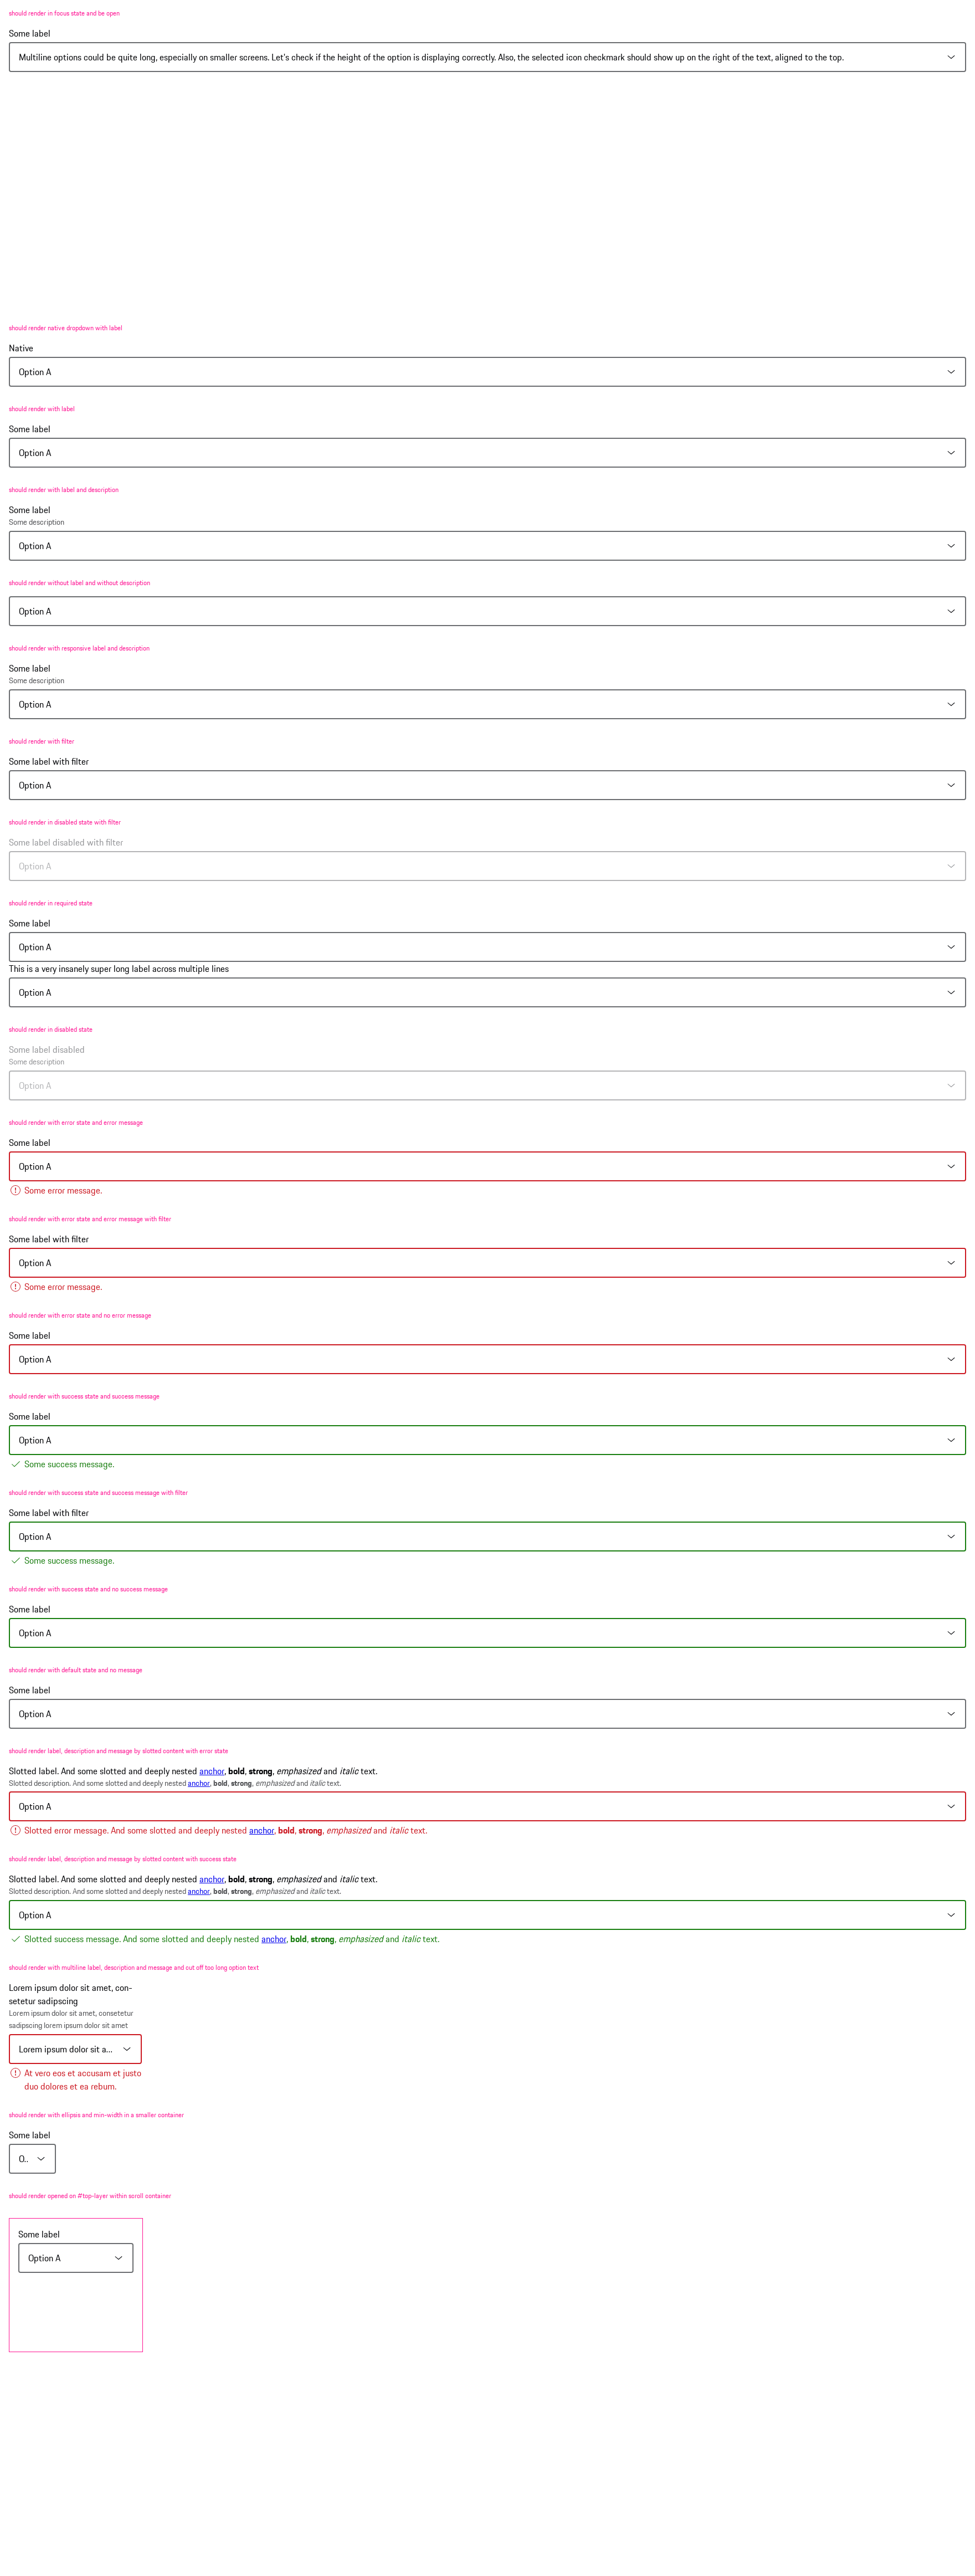 should render in focus state and be open
Some label
Multiline options could be quite long, especially on smaller screens. Let's check if the height of the option is displaying correctly. Also, the selected icon checkmark should show up on the right of the text, aligned to the top.
should render native dropdown with label
Native
Option A
should render with label
Some label
Option A
should render with label and description
Some label
Some description
Option A
should render without label and without description
Option A
should render with responsive label and description
Some label
Some description
Option A
should render with filter
Some label with filter
Option A
should render in disabled state with filter
Some label disabled with filter
Option A
should render in required state
Some label
Option A
This is a very insanely super long label across multiple lines
Option A
should render in disabled state
Some label disabled
Some description
Option A
should render with error state and error message
Some label
Option A
Some error message.
should render with error state and error message with filter
Some label with filter
Option A
Some error message.
should render with error state and no error message
Some label
Option A
should render with success state and success message
Some label
Option A
Some success message.
should render with success state and success message with filter
Some label with filter
Option A
Some success message.
should render with success state and no success message
Some label
Option A
should render with default state and no message
Some label
Option A
should render label, description and message by slotted content with error state
Slotted label. And some slotted and deeply nested anchor, bold, strong, emphasized and italic text.
Slotted description. And some slotted and deeply nested anchor, bold, strong, emphasized and italic text.
Option A
Slotted error message. And some slotted and deeply nested anchor, bold, strong, emphasized and italic text.
should render label, description and message by slotted content with success state
Slotted label. And some slotted and deeply nested anchor, bold, strong, emphasized and italic text.
Slotted description. And some slotted and deeply nested anchor, bold, strong, emphasized and italic text.
Option A
Slotted success message. And some slotted and deeply nested anchor, bold, strong, emphasized and italic text.
should render with multiline label, description and message and cut off too long option text
Lorem ipsum dolor sit amet, con-
setetur sadipscing
Lorem ipsum dolor sit amet, consetetur
sadipscing lorem ipsum dolor sit amet
Lorem ipsum dolor sit a...
At vero eos et accusam et justo
duo dolores et ea rebum.
should render with ellipsis and min-width in a smaller container
Some label
O..
should render opened on #top-layer within scroll container
Some label
Option A